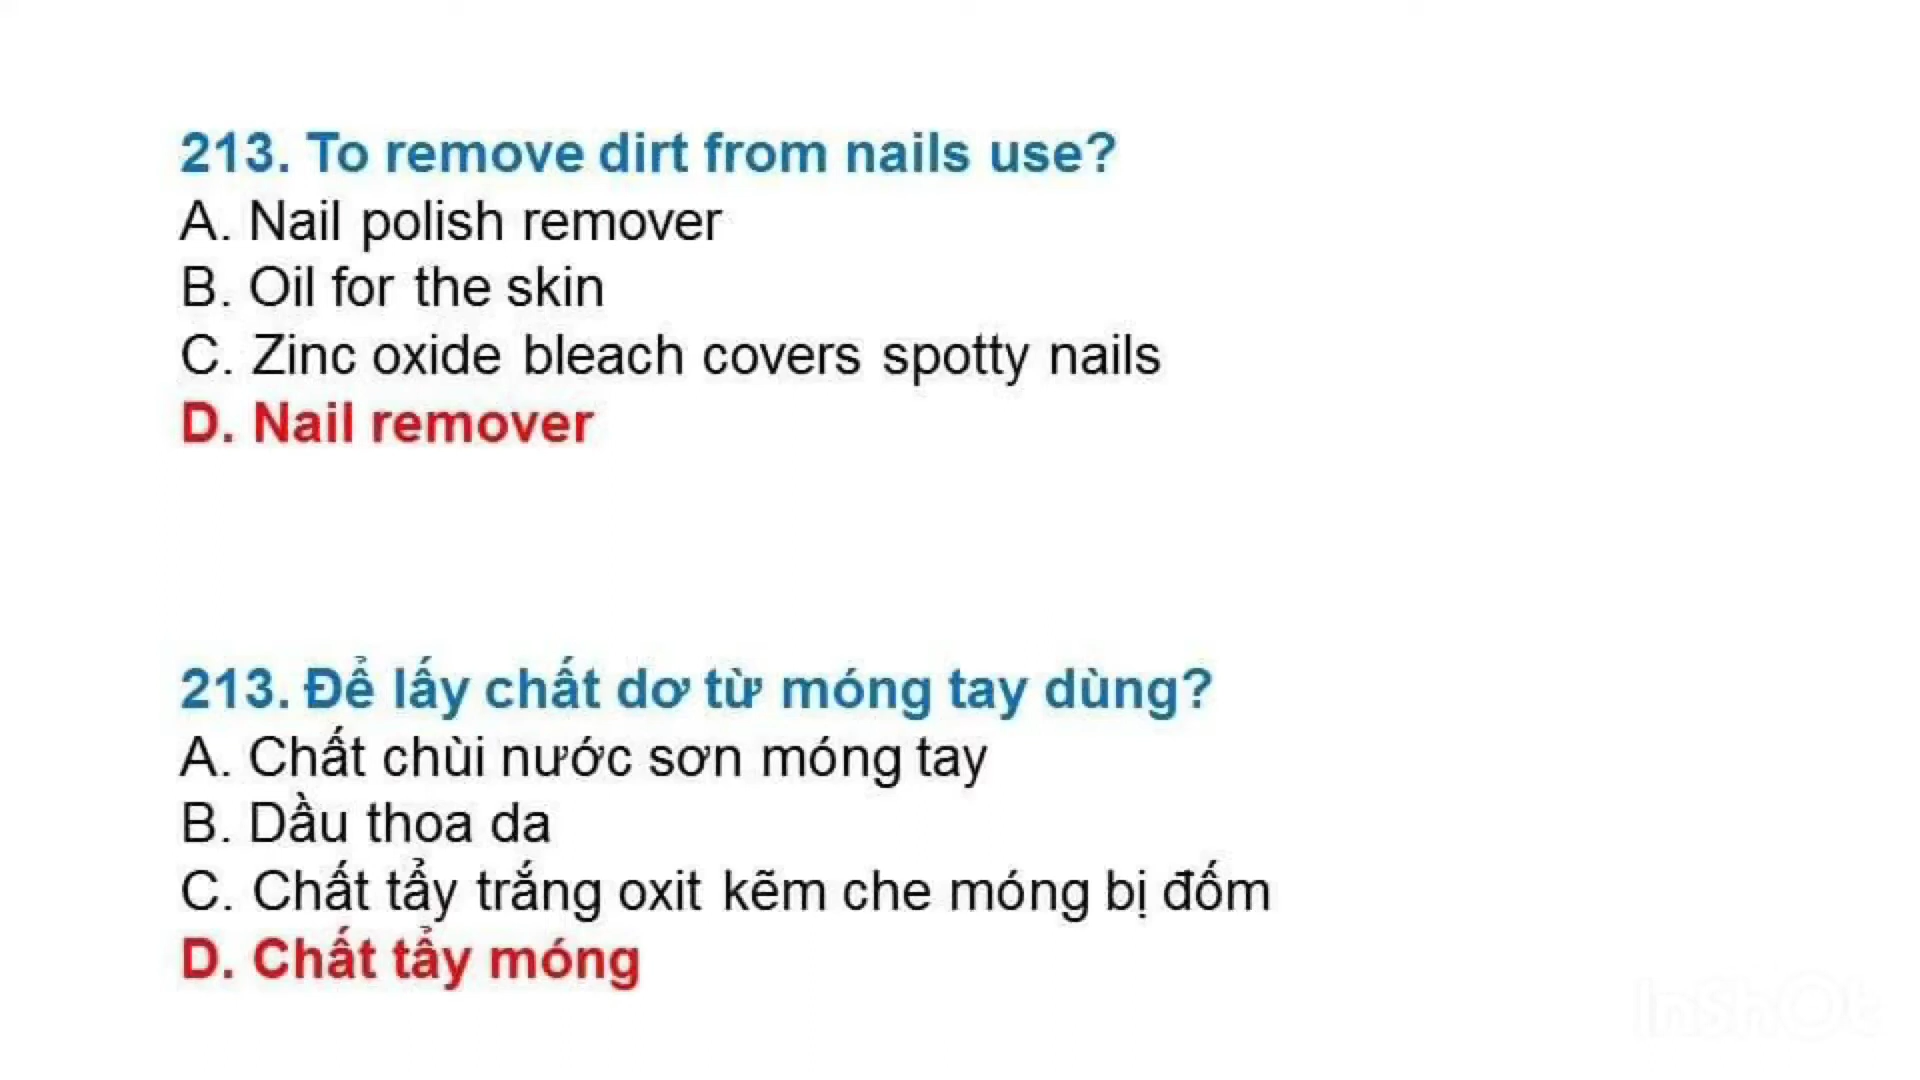 213. To remove dirt from nails use?
A. Nail polish remover
B. Oil for the skin
C. Zinc oxide bleach covers spotty nails
D. Nail remover
213. Để lấy chất dơ từ móng tay dùng?
A. Chất chùi nước sơn móng tay
B. Dầu thoa da
C. Chất tẩy trắng oxit kẽm che móng bị đốm
D. Chất tẩy móng
InShOt